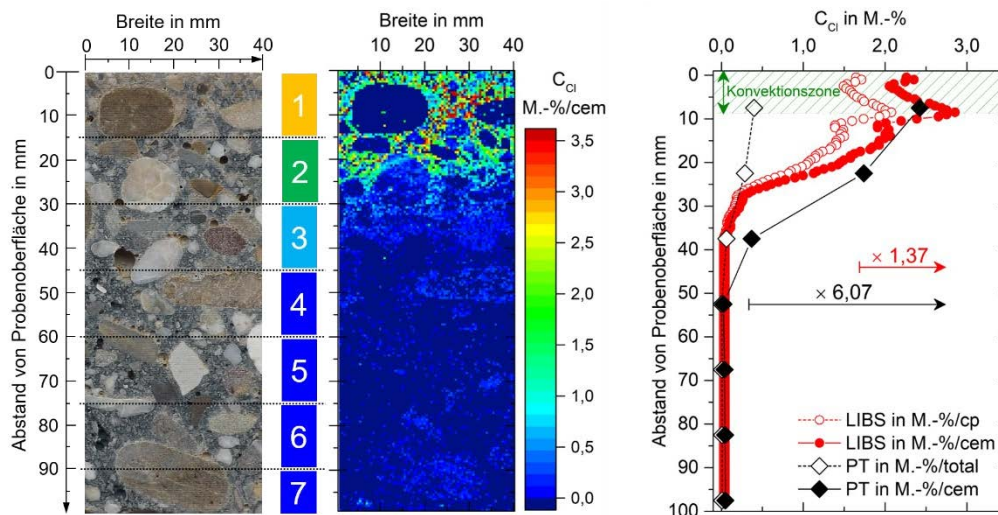 Breite in mm
0 10 20 30 40
Abstand von Probenoberfläche in mm
0
10
20
30
40
50
60
70
80
90
1
2
3
4
5
6
7
Breite in mm
10 20 30 40
C_Cl
M.-%/cem
3,5
3,0
2,5
2,0
1,5
1,0
0,5
0,0
C_Cl in M.-%
0,0 1,0 2,0 3,0
Abstand von Probenoberfläche in mm
0
10
20
30
40
50
60
70
80
90
100
Konvektionszone
× 1,37
× 6,07
LIBS in M.-%/cp
LIBS in M.-%/cem
PT in M.-%/total
PT in M.-%/cem